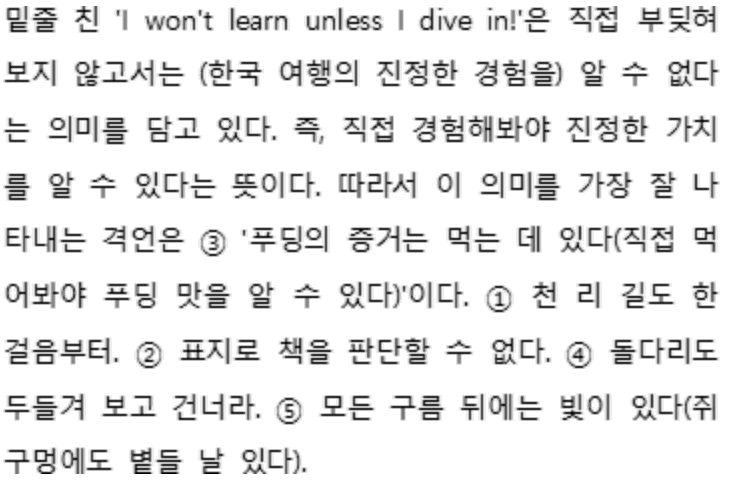 밑줄 친 'I won't learn unless I dive in!'은 직접 부딪혀
보지 않고서는 (한국 여행의 진정한 경험을) 알 수 없다
는 의미를 담고 있다. 즉, 직접 경험해봐야 진정한 가치
를 알 수 있다는 뜻이다. 따라서 이 의미를 가장 잘 나
타내는 격언은 ③ '푸딩의 증거는 먹는 데 있다(직접 먹
어봐야 푸딩 맛을 알 수 있다)'이다. ① 천 리 길도 한
걸음부터. ② 표지로 책을 판단할 수 없다. ④ 돌다리도
두들겨 보고 건너라. ⑤ 모든 구름 뒤에는 빛이 있다(쥐
구멍에도 볕들 날 있다).